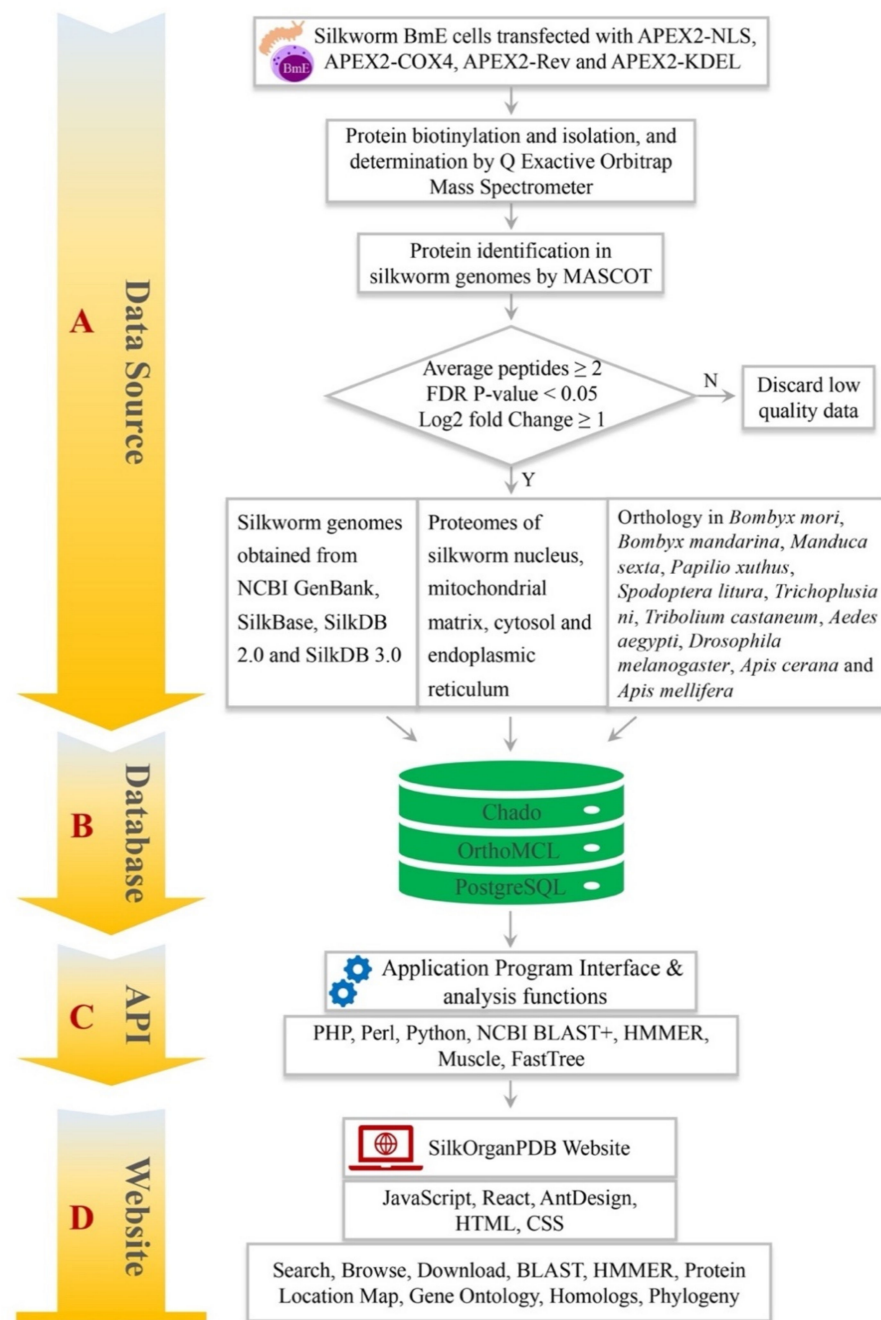 Silkworm BmE cells transfected with APEX2-NLS,
APEX2-COX4, APEX2-Rev and APEX2-KDEL
BmE
Protein biotinylation and isolation, and
determination by Q Exactive Orbitrap
Mass Spectrometer
Protein identification in
silkworm genomes by MASCOT
A
Data Source
Average peptides ≥ 2
FDR P-value < 0.05
Log2 fold Change ≥ 1
N
Discard low
quality data
Y
Silkworm genomes
obtained from
NCBI GenBank,
SilkBase, SilkDB
2.0 and SilkDB 3.0
Proteomes of
silkworm nucleus,
mitochondrial
matrix, cytosol and
endoplasmic
reticulum
Orthology in Bombyx mori,
Bombyx mandarina, Manduca
sexta, Papilio xuthus,
Spodoptera litura, Trichoplusia
ni, Tribolium castaneum, Aedes
aegypti, Drosophila
melanogaster, Apis cerana and
Apis mellifera
B
Database
Chado
OrthoMCL
PostgreSQL
C
API
Application Program Interface &
analysis functions
PHP, Perl, Python, NCBI BLAST+, HMMER,
Muscle, FastTree
D
Website
SilkOrganPDB Website
JavaScript, React, AntDesign,
HTML, CSS
Search, Browse, Download, BLAST, HMMER, Protein
Location Map, Gene Ontology, Homologs, Phylogeny